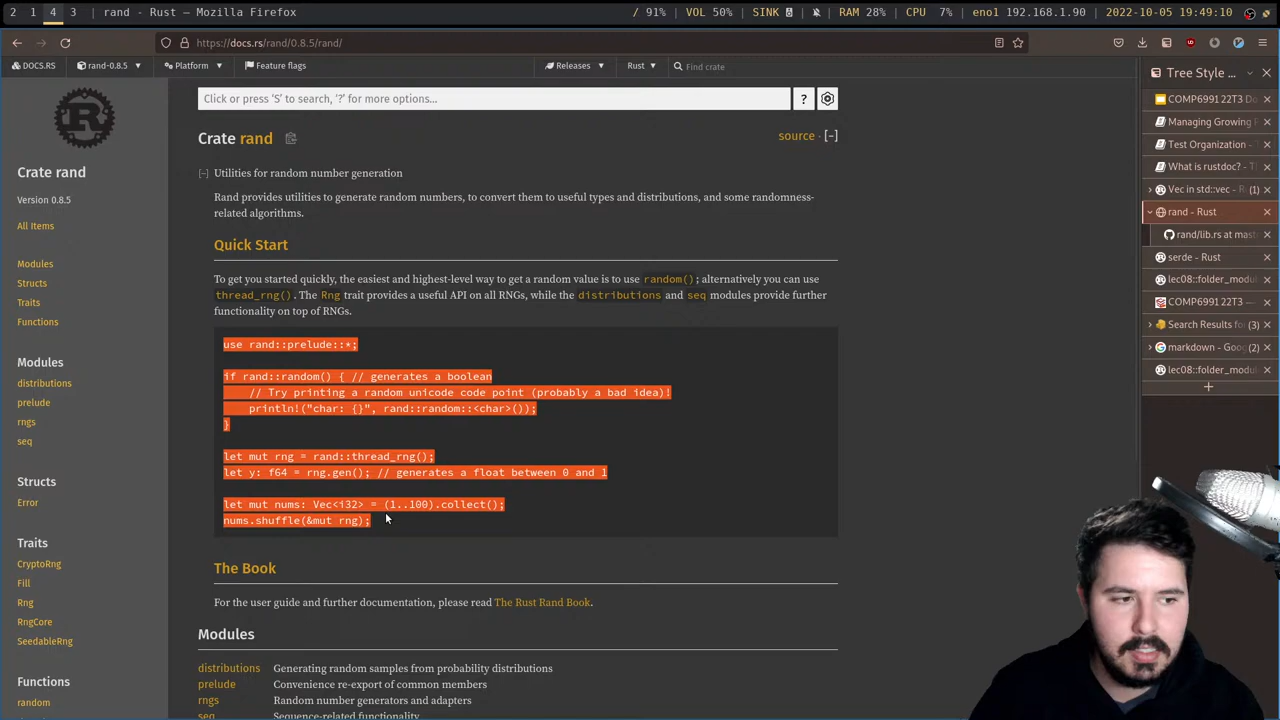 2 1 4 3 rand - Rust — Mozilla Firefox / 91% VOL 50% SINK RAM 28% CPU 7% eno1 192.168.1.90 2022-10-05 19:49:10
https://docs.rs/rand/0.8.5/rand/
DOCS.RS rand-0.8.5 Platform Feature flags Releases Rust Find crate
Click or press 'S' to search, '?' for more options…
?
Crate rand
source · [-]
[-] Utilities for random number generation
Rand provides utilities to generate random numbers, to convert them to useful types and distributions, and some randomness-
related algorithms.
Quick Start
To get you started quickly, the easiest and highest-level way to get a random value is to use random(); alternatively you can use
thread_rng(). The Rng trait provides a useful API on all RNGs, while the distributions and seq modules provide further
functionality on top of RNGs.
use rand::prelude::*;
if rand::random() { // generates a boolean
// Try printing a random unicode code point (probably a bad idea)!
println!("char: {}", rand::random::<char>());
}
let mut rng = rand::thread_rng();
let y: f64 = rng.gen(); // generates a float between 0 and 1
let mut nums: Vec<i32> = (1..100).collect();
nums.shuffle(&mut rng);
The Book
For the user guide and further documentation, please read The Rust Rand Book.
Modules
distributions Generating random samples from probability distributions
prelude Convenience re-export of common members
rngs Random number generators and adapters
seq Sequence-related functionality
Crate rand
Version 0.8.5
All Items
Modules
Structs
Traits
Functions
Modules
distributions
prelude
rngs
seq
Structs
Error
Traits
CryptoRng
Fill
Rng
RngCore
SeedableRng
Functions
random
Tree Style …
COMP6991 22T3 D
Managing Growing
Test Organization -
What is rustdoc? - T
Vec in std::vec - R (1)
rand - Rust
rand/lib.rs at mast
serde - Rust
lec08::folder_modu
COMP6991 22T3 —
Search Results fo (3)
markdown - Goog (2)
lec08::folder_modu